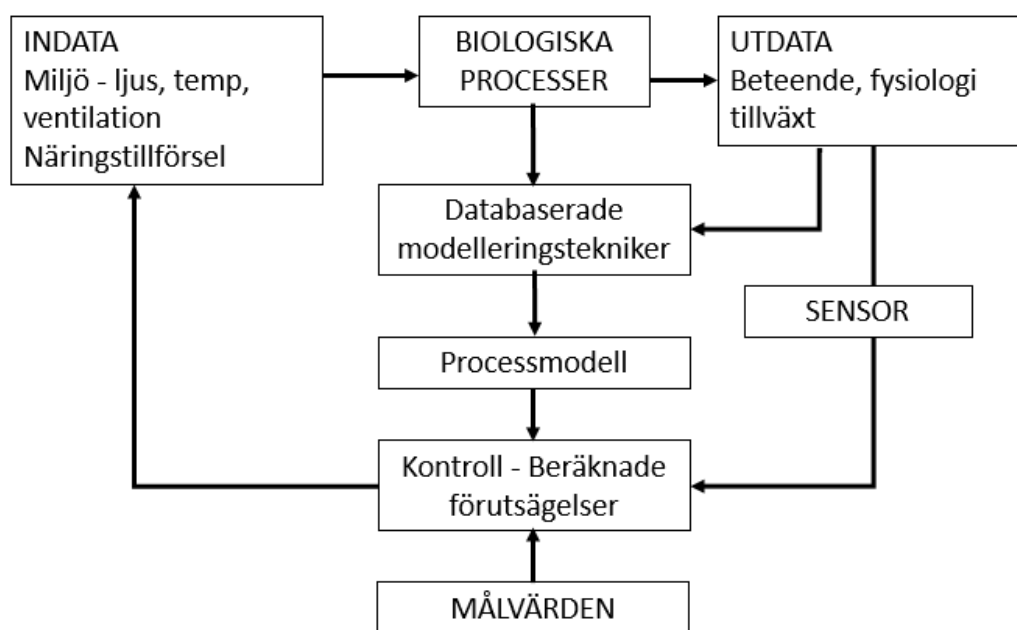 INDATA
Miljö - ljus, temp,
ventilation
Näringstillförsel
BIOLOGISKA
PROCESSER
UTDATA
Beteende, fysiologi
tillväxt
Databaserade
modelleringstekniker
SENSOR
Processmodell
Kontroll - Beräknade
förutsägelser
MÅLVÄRDEN